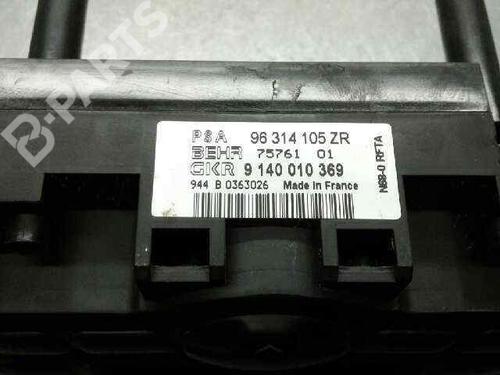 PSA 96 314 105 ZR
BEHR 75761 01
GKR 9 140 010 369
944 B 0363026 Made in France
N68-0 RFTA
B-PARTS